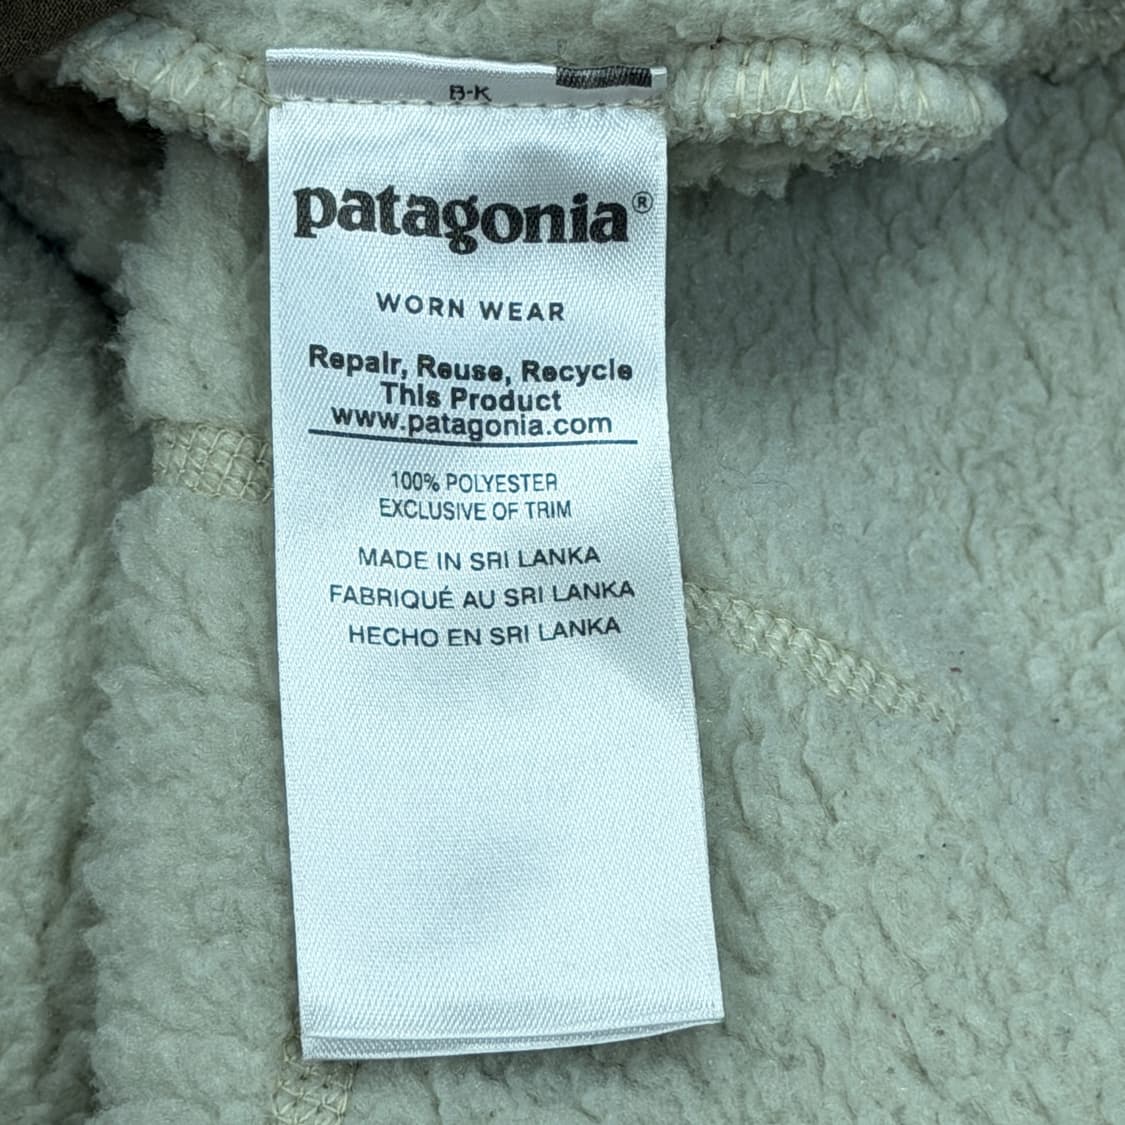 B-K
patagonia®
WORN WEAR
Repair, Reuse, Recycle
This Product
www.patagonia.com
100% POLYESTER
EXCLUSIVE OF TRIM
MADE IN SRI LANKA
FABRIQUÉ AU SRI LANKA
HECHO EN SRI LANKA